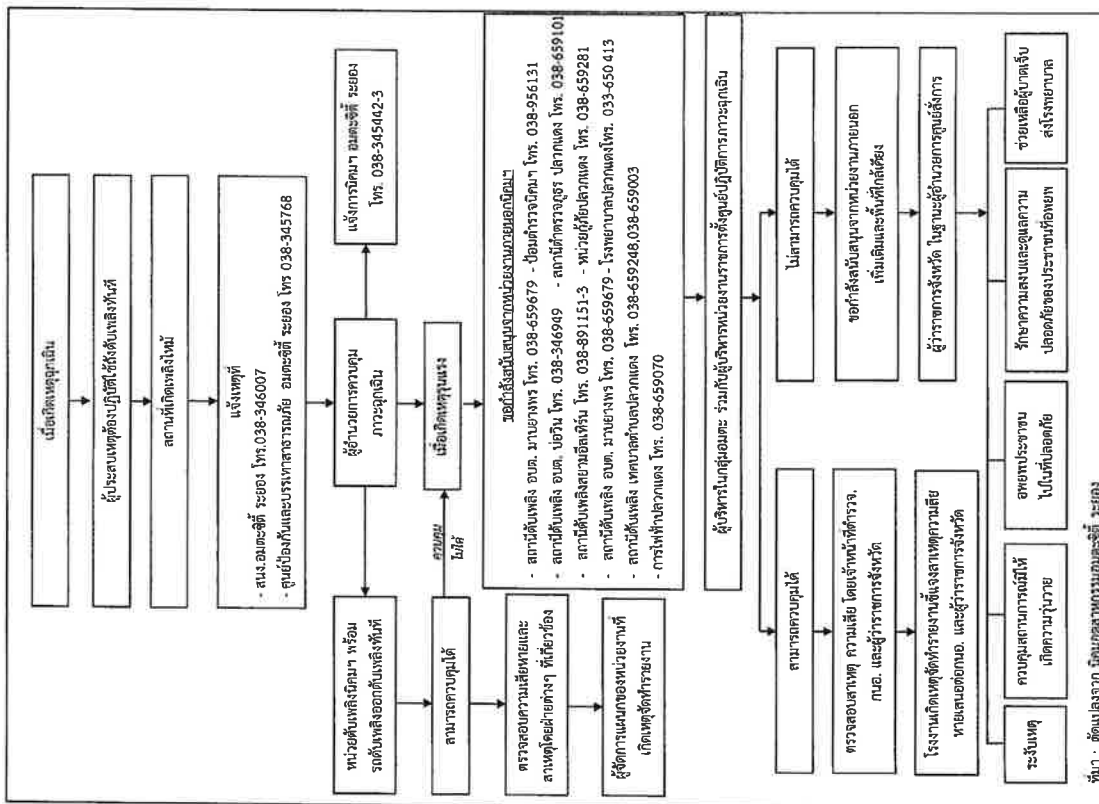 เมื่อเกิดเหตุฉุกเฉิน
ผู้ประสบเหตุต้องปฏิบัติใช้ถังดับเพลิงทันที
สถานที่เกิดเพลิงไหม้
แจ้งเหตุที่
- สนง.อมตะซิตี้ ระยอง โทร.038-346007
- ศูนย์ป้องกันและบรรเทาสาธารณภัย อมตะซิตี้ ระยอง โทร 038-345768
ผู้อำนวยการควบคุม
ภาวะฉุกเฉิน
แจ้งการนิคมฯ อมตะซิตี้ ระยอง
โทร. 038-345442-3
หน่วยดับเพลิงนิคมฯ พร้อม
รถดับเพลิงออกดับเพลิงทันที
สามารถควบคุมได้
ควบคุม
ไม่ได้
เมื่อเกิดเหตุรุนแรง
ตรวจสอบความเสียหายและ
สาเหตุโดยฝ่ายต่างๆ ที่เกี่ยวข้อง
ผู้จัดการแผนกของหน่วยงานที่
เกิดเหตุจัดทำรายงาน
ขอกำลังสนับสนุนจากหน่วยงานภายนอกนิคมฯ
- สถานีดับเพลิง อบต. มาบยางพร โทร. 038-659679 - ป้อมตำรวจนิคมฯ โทร. 038-956131
- สถานีดับเพลิง อบต. บ่อวิน โทร. 038-346949 - สถานีตำรวจภูธร ปลวกแดง โทร. 038-659101
- สถานีดับเพลิงสยามอีสเทิร์น โทร. 038-891151-3 - หน่วยกู้ภัยปลวกแดง โทร. 038-659281
- สถานีดับเพลิง อบต. มาบยางพร โทร. 038-659679 - โรงพยาบาลปลวกแดงโทร. 033-650 413
- สถานีดับเพลิง เทศบาลตำบลปลวกแดง โทร. 038-659248,038-659003
- การไฟฟ้าปลวกแดง โทร. 038-659070
ผู้บริหารในกลุ่มอมตะ ร่วมกับผู้บริหารหน่วยงานราชการตั้งศูนย์ปฏิบัติการภาวะฉุกเฉิน
สามารถควบคุมได้
ไม่สามารถควบคุมได้
ตรวจสอบสาเหตุ ความเสีย โดยเจ้าหน้าที่ตำรวจ,
กนอ. และผู้ว่าราชการจังหวัด
ขอกำลังสนับสนุนจากหน่วยงานภายนอก
เพิ่มเติมและพื้นที่ใกล้เคียง
โรงงานเกิดเหตุจัดทำรายงานชี้แจงสาเหตุความเสีย
หายเสนอต่อกนอ. และผู้ว่าราชการจังหวัด
ผู้ว่าราชการจังหวัด ในฐานะผู้อำนวยการศูนย์สั่งการ
ระงับเหตุ
ควบคุมสถานการณ์มิให้
เกิดความวุ่นวาย
อพยพประชาชน
ไปในที่ปลอดภัย
รักษาความสงบและดูแลความ
ปลอดภัยของประชาชนที่อพยพ
ช่วยเหลือผู้บาดเจ็บ
ส่งโรงพยาบาล
ที่มา : ดัดแปลงจาก นิคมอุตสาหกรรมอมตะซิตี้ ระยอง